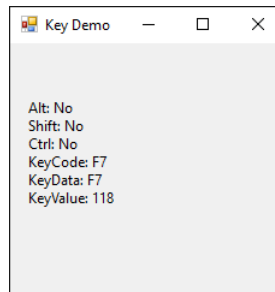 Key Demo
Alt: No
Shift: No
Ctrl: No
KeyCode: F7
KeyData: F7
KeyValue: 118